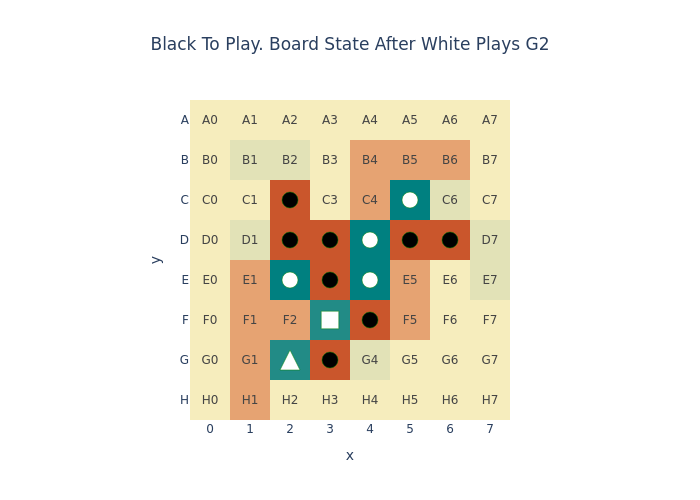 Black To Play. Board State After White Plays G2
A A0 A1 A2 A3 A4 A5 A6 A7
B B0 B1 B2 B3 B4 B5 B6 B7
C C0 C1 C3 C4 C6 C7
D D0 D1 D7
E E0 E1 E5 E6 E7
F F0 F1 F2 F5 F6 F7
G G0 G1 G4 G5 G6 G7
H H0 H1 H2 H3 H4 H5 H6 H7
0 1 2 3 4 5 6 7
x
y